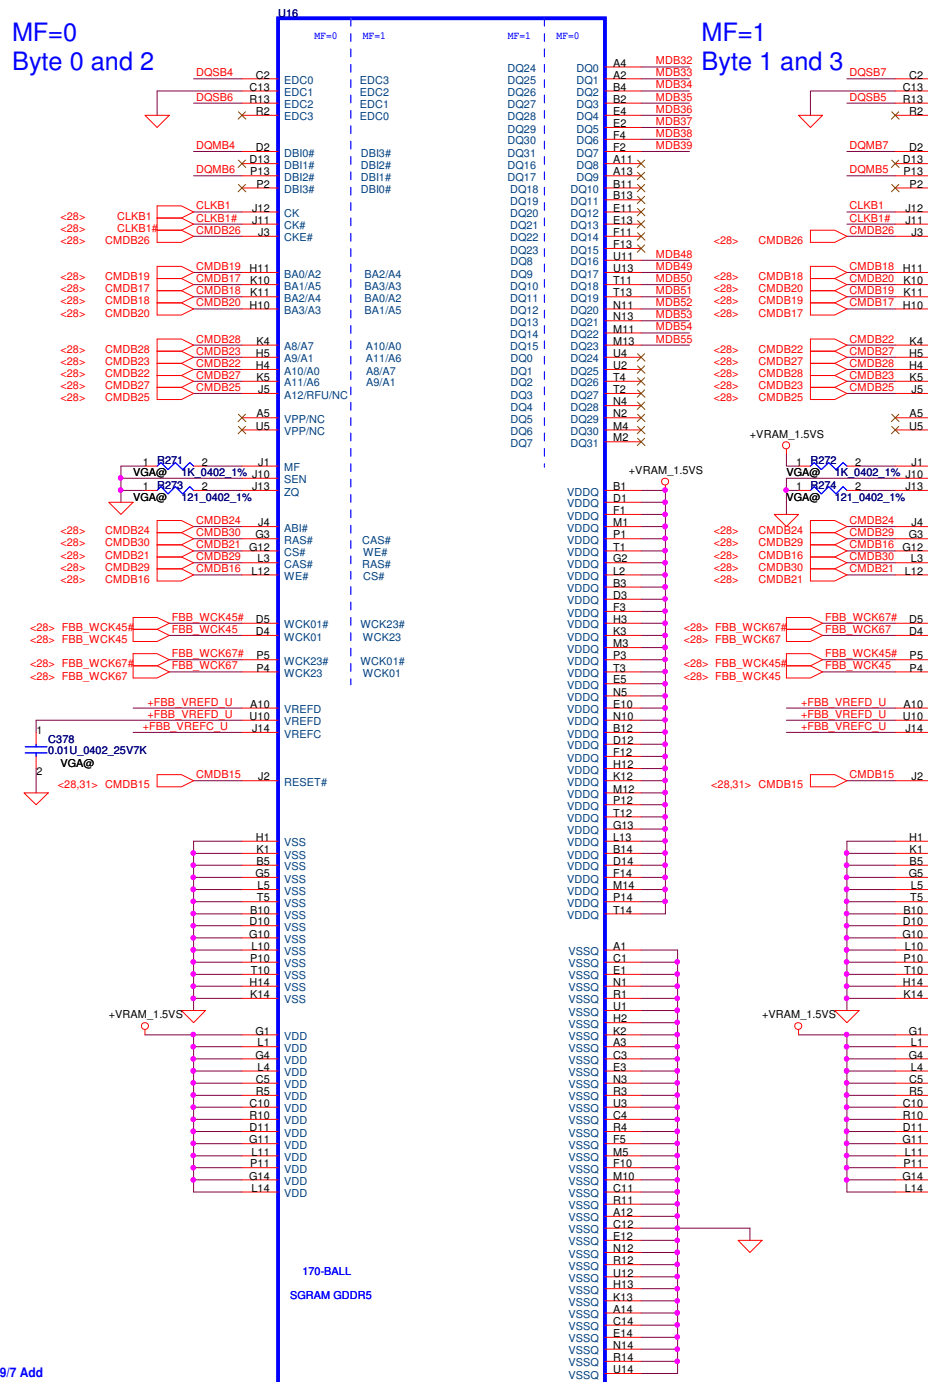 MF=0
Byte 0 and 2
U16
MF=0 MF=1 MF=1 MF=0
MF=1
Byte 1 and 3
DQSB4 C2 EDC0 EDC3
C13 EDC1 EDC2
DQSB6 R13 EDC2 EDC1
R2 EDC3 EDC0
DQMB4 D2 DBI0# DBI3#
D13 DBI1# DBI2#
DQMB6 P13 DBI2# DBI1#
P2 DBI3# DBI0#
<28> CLKB1 CLKB1 J12 CK
<28> CLKB1# CLKB1# J11 CK#
<28> CMDB26 CMDB26 J3 CKE#
<28> CMDB19 CMDB19 H11 BA0/A2 BA2/A4
<28> CMDB17 CMDB17 K10 BA1/A5 BA3/A3
<28> CMDB18 CMDB18 K11 BA2/A4 BA0/A2
<28> CMDB20 CMDB20 H10 BA3/A3 BA1/A5
<28> CMDB28 CMDB28 K4 A8/A7 A10/A0
<28> CMDB23 CMDB23 H5 A9/A1 A11/A6
<28> CMDB22 CMDB22 H4 A10/A0 A8/A7
<28> CMDB27 CMDB27 K5 A11/A6 A9/A1
<28> CMDB25 CMDB25 J5 A12/RFU/NC
A5 VPP/NC
U5 VPP/NC
1 R271 2 J1 MF
VGA@ 1K_0402_1% J10 SEN
1 R273 2 J13 ZQ
VGA@ 121_0402_1%
<28> CMDB24 CMDB24 J4 ABI#
<28> CMDB30 CMDB30 G3 RAS# CAS#
<28> CMDB21 CMDB21 G12 CS# WE#
<28> CMDB29 CMDB29 L3 CAS# RAS#
<28> CMDB16 CMDB16 L12 WE# CS#
<28> FBB_WCK45# FBB_WCK45# D5 WCK01# WCK23#
<28> FBB_WCK45 FBB_WCK45 D4 WCK01 WCK23
<28> FBB_WCK67# FBB_WCK67# P5 WCK23# WCK01#
<28> FBB_WCK67 FBB_WCK67 P4 WCK23 WCK01
+FBB_VREFD_U A10 VREFD
+FBB_VREFD_U U10 VREFD
+FBB_VREFC_U J14 VREFC
1
C378
0.01U_0402_25V7K
VGA@
2
<28,31> CMDB15 CMDB15 J2 RESET#
H1 VSS
K1 VSS
B5 VSS
G5 VSS
L5 VSS
T5 VSS
B10 VSS
D10 VSS
G10 VSS
L10 VSS
P10 VSS
T10 VSS
H14 VSS
K14 VSS
+VRAM_1.5VS
G1 VDD
L1 VDD
G4 VDD
L4 VDD
C5 VDD
R5 VDD
C10 VDD
R10 VDD
D11 VDD
G11 VDD
L11 VDD
P11 VDD
G14 VDD
L14 VDD
170-BALL
SGRAM GDDR5
9/7 Add
DQ24 DQ0 A4 MDB32
DQ25 DQ1 A2 MDB33
DQ26 DQ2 B4 MDB34
DQ27 DQ3 B2 MDB35
DQ28 DQ4 E4 MDB36
DQ29 DQ5 E2 MDB37
DQ30 DQ6 F4 MDB38
DQ31 DQ7 F2 MDB39
DQ16 DQ8 A11
DQ17 DQ9 A13
DQ18 DQ10 B11
DQ19 DQ11 B13
DQ20 DQ12 E11
DQ21 DQ13 E13
DQ22 DQ14 F11
DQ23 DQ15 F13
DQ8 DQ16 U11 MDB48
DQ9 DQ17 U13 MDB49
DQ10 DQ18 T11 MDB50
DQ11 DQ19 T13 MDB51
DQ12 DQ20 N11 MDB52
DQ13 DQ21 N13 MDB53
DQ14 DQ22 M11 MDB54
DQ15 DQ23 M13 MDB55
DQ0 DQ24 U4
DQ1 DQ25 U2
DQ2 DQ26 T4
DQ3 DQ27 T2
DQ4 DQ28 N4
DQ5 DQ29 N2
DQ6 DQ30 M4
DQ7 DQ31 M2
+VRAM_1.5VS
VDDQ B1
VDDQ D1
VDDQ F1
VDDQ M1
VDDQ P1
VDDQ T1
VDDQ G2
VDDQ L2
VDDQ B3
VDDQ D3
VDDQ F3
VDDQ H3
VDDQ K3
VDDQ M3
VDDQ P3
VDDQ T3
VDDQ E5
VDDQ N5
VDDQ E10
VDDQ N10
VDDQ B12
VDDQ D12
VDDQ F12
VDDQ H12
VDDQ K12
VDDQ M12
VDDQ P12
VDDQ T12
VDDQ G13
VDDQ L13
VDDQ B14
VDDQ D14
VDDQ F14
VDDQ M14
VDDQ P14
VDDQ T14
VSSQ A1
VSSQ C1
VSSQ E1
VSSQ N1
VSSQ R1
VSSQ U1
VSSQ H2
VSSQ K2
VSSQ A3
VSSQ C3
VSSQ E3
VSSQ N3
VSSQ R3
VSSQ U3
VSSQ C4
VSSQ R4
VSSQ F5
VSSQ M5
VSSQ F10
VSSQ M10
VSSQ C11
VSSQ R11
VSSQ A12
VSSQ C12
VSSQ E12
VSSQ N12
VSSQ R12
VSSQ U12
VSSQ H13
VSSQ K13
VSSQ A14
VSSQ C14
VSSQ E14
VSSQ N14
VSSQ R14
VSSQ U14
DQSB7 C2
C13
DQSB5 R13
R2
DQMB7 D2
D13
DQMB5 P13
P2
CLKB1 J12
CLKB1# J11
<28> CMDB26 CMDB26 J3
<28> CMDB18 CMDB18 H11
<28> CMDB20 CMDB20 K10
<28> CMDB19 CMDB19 K11
<28> CMDB17 CMDB17 H10
<28> CMDB22 CMDB22 K4
<28> CMDB27 CMDB27 H5
<28> CMDB28 CMDB28 H4
<28> CMDB23 CMDB23 K5
<28> CMDB25 CMDB25 J5
A5
U5
+VRAM_1.5VS
1 R272 2 J1
VGA@ 1K_0402_1% J10
1 R274 2 J13
VGA@ 121_0402_1%
<28> CMDB24 CMDB24 J4
<28> CMDB29 CMDB29 G3
<28> CMDB16 CMDB16 G12
<28> CMDB30 CMDB30 L3
<28> CMDB21 CMDB21 L12
<28> FBB_WCK67# FBB_WCK67# D5
<28> FBB_WCK67 FBB_WCK67 D4
<28> FBB_WCK45# FBB_WCK45# P5
<28> FBB_WCK45 FBB_WCK45 P4
+FBB_VREFD_U A10
+FBB_VREFD_U U10
+FBB_VREFC_U J14
<28,31> CMDB15 CMDB15 J2
H1
K1
B5
G5
L5
T5
B10
D10
G10
L10
P10
T10
H14
K14
+VRAM_1.5VS
G1
L1
G4
L4
C5
R5
C10
R10
D11
G11
L11
P11
G14
L14